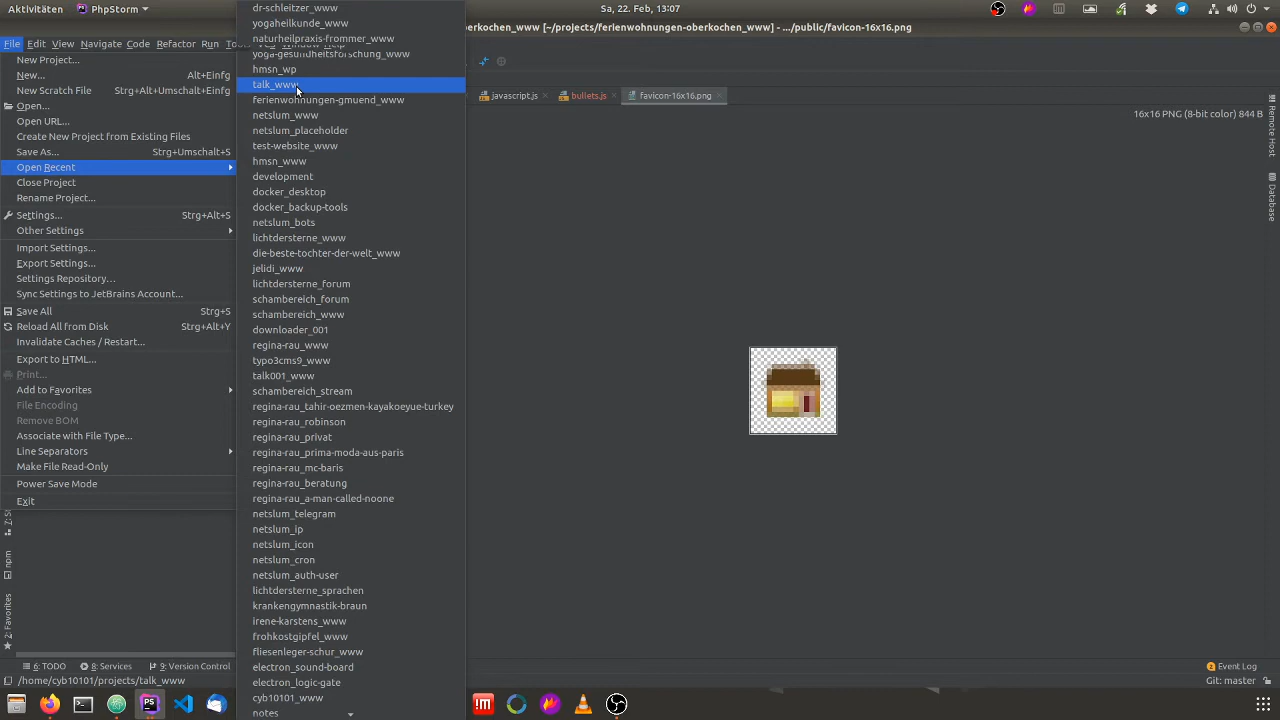 Aktivitäten PhpStorm Sa, 22. Feb, 13:07
erkochen_www [~/projects/ferienwohnungen-oberkochen_www] - .../public/favicon-16x16.png
File Edit View Navigate Code Refactor Run Tools
New Project...
New... Alt+Einfg
New Scratch File Strg+Alt+Umschalt+Einfg
Open...
Open URL...
Create New Project from Existing Files
Save As... Strg+Umschalt+S
Open Recent
Close Project
Rename Project...
Settings... Strg+Alt+S
Other Settings
Import Settings...
Export Settings...
Settings Repository...
Sync Settings to JetBrains Account...
Save All Strg+S
Reload All from Disk Strg+Alt+Y
Invalidate Caches / Restart...
Export to HTML...
Print...
Add to Favorites
File Encoding
Remove BOM
Associate with File Type...
Line Separators
Make File Read-Only
Power Save Mode
Exit
dr-schleitzer_www
yogaheilkunde_www
naturheilpraxis-frommer_www
yoga-gesundheitsforschung_www
hmsn_wp
talk_www
ferienwohnungen-gmuend_www
netslum_www
netslum_placeholder
test-website_www
hmsn_www
development
docker_desktop
docker_backup-tools
netslum_bots
lichtdersterne_www
die-beste-tochter-der-welt_www
jelidi_www
lichtdersterne_forum
schambereich_forum
schambereich_www
downloader_001
regina-rau_www
typo3cms9_www
talk001_www
schambereich_stream
regina-rau_tahir-oezmen-kayakoeyue-turkey
regina-rau_robinson
regina-rau_privat
regina-rau_prima-moda-aus-paris
regina-rau_mc-baris
regina-rau_beratung
regina-rau_a-man-called-noone
netslum_telegram
netslum_ip
netslum_icon
netslum_cron
netslum_auth-user
lichtdersterne_sprachen
krankengymnastik-braun
irene-karstens_www
frohkostgipfel_www
fliesenleger-schur_www
electron_sound-board
electron_logic-gate
cyb10101_www
notes
javascript.js
bullets.js
favicon-16x16.png
16x16 PNG (8-bit color) 844 B
Remote Host
Database
npm
2: Favorites
6: TODO 8: Services 9: Version Control Event Log
/home/cyb10101/projects/talk_www Git: master